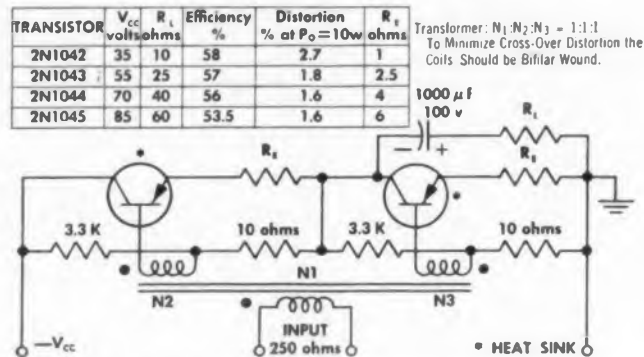 TRANSISTOR Vcc volts RL ohms Efficiency % Distortion % at Po=10w RE ohms
2N1042 35 10 58 2.7 1
2N1043 55 25 57 1.8 2.5
2N1044 70 40 56 1.6 4
2N1045 85 60 53.5 1.6 6
Transformer: N1:N2:N3 = 1:1:1
To Minimize Cross-Over Distortion the
Coils Should be Bifilar Wound.
1000 µf
100 v
RL
RE
RE
3.3 K
10 ohms
3.3 K
10 ohms
N1
N2
N3
INPUT
250 ohms
—Vcc
* HEAT SINK